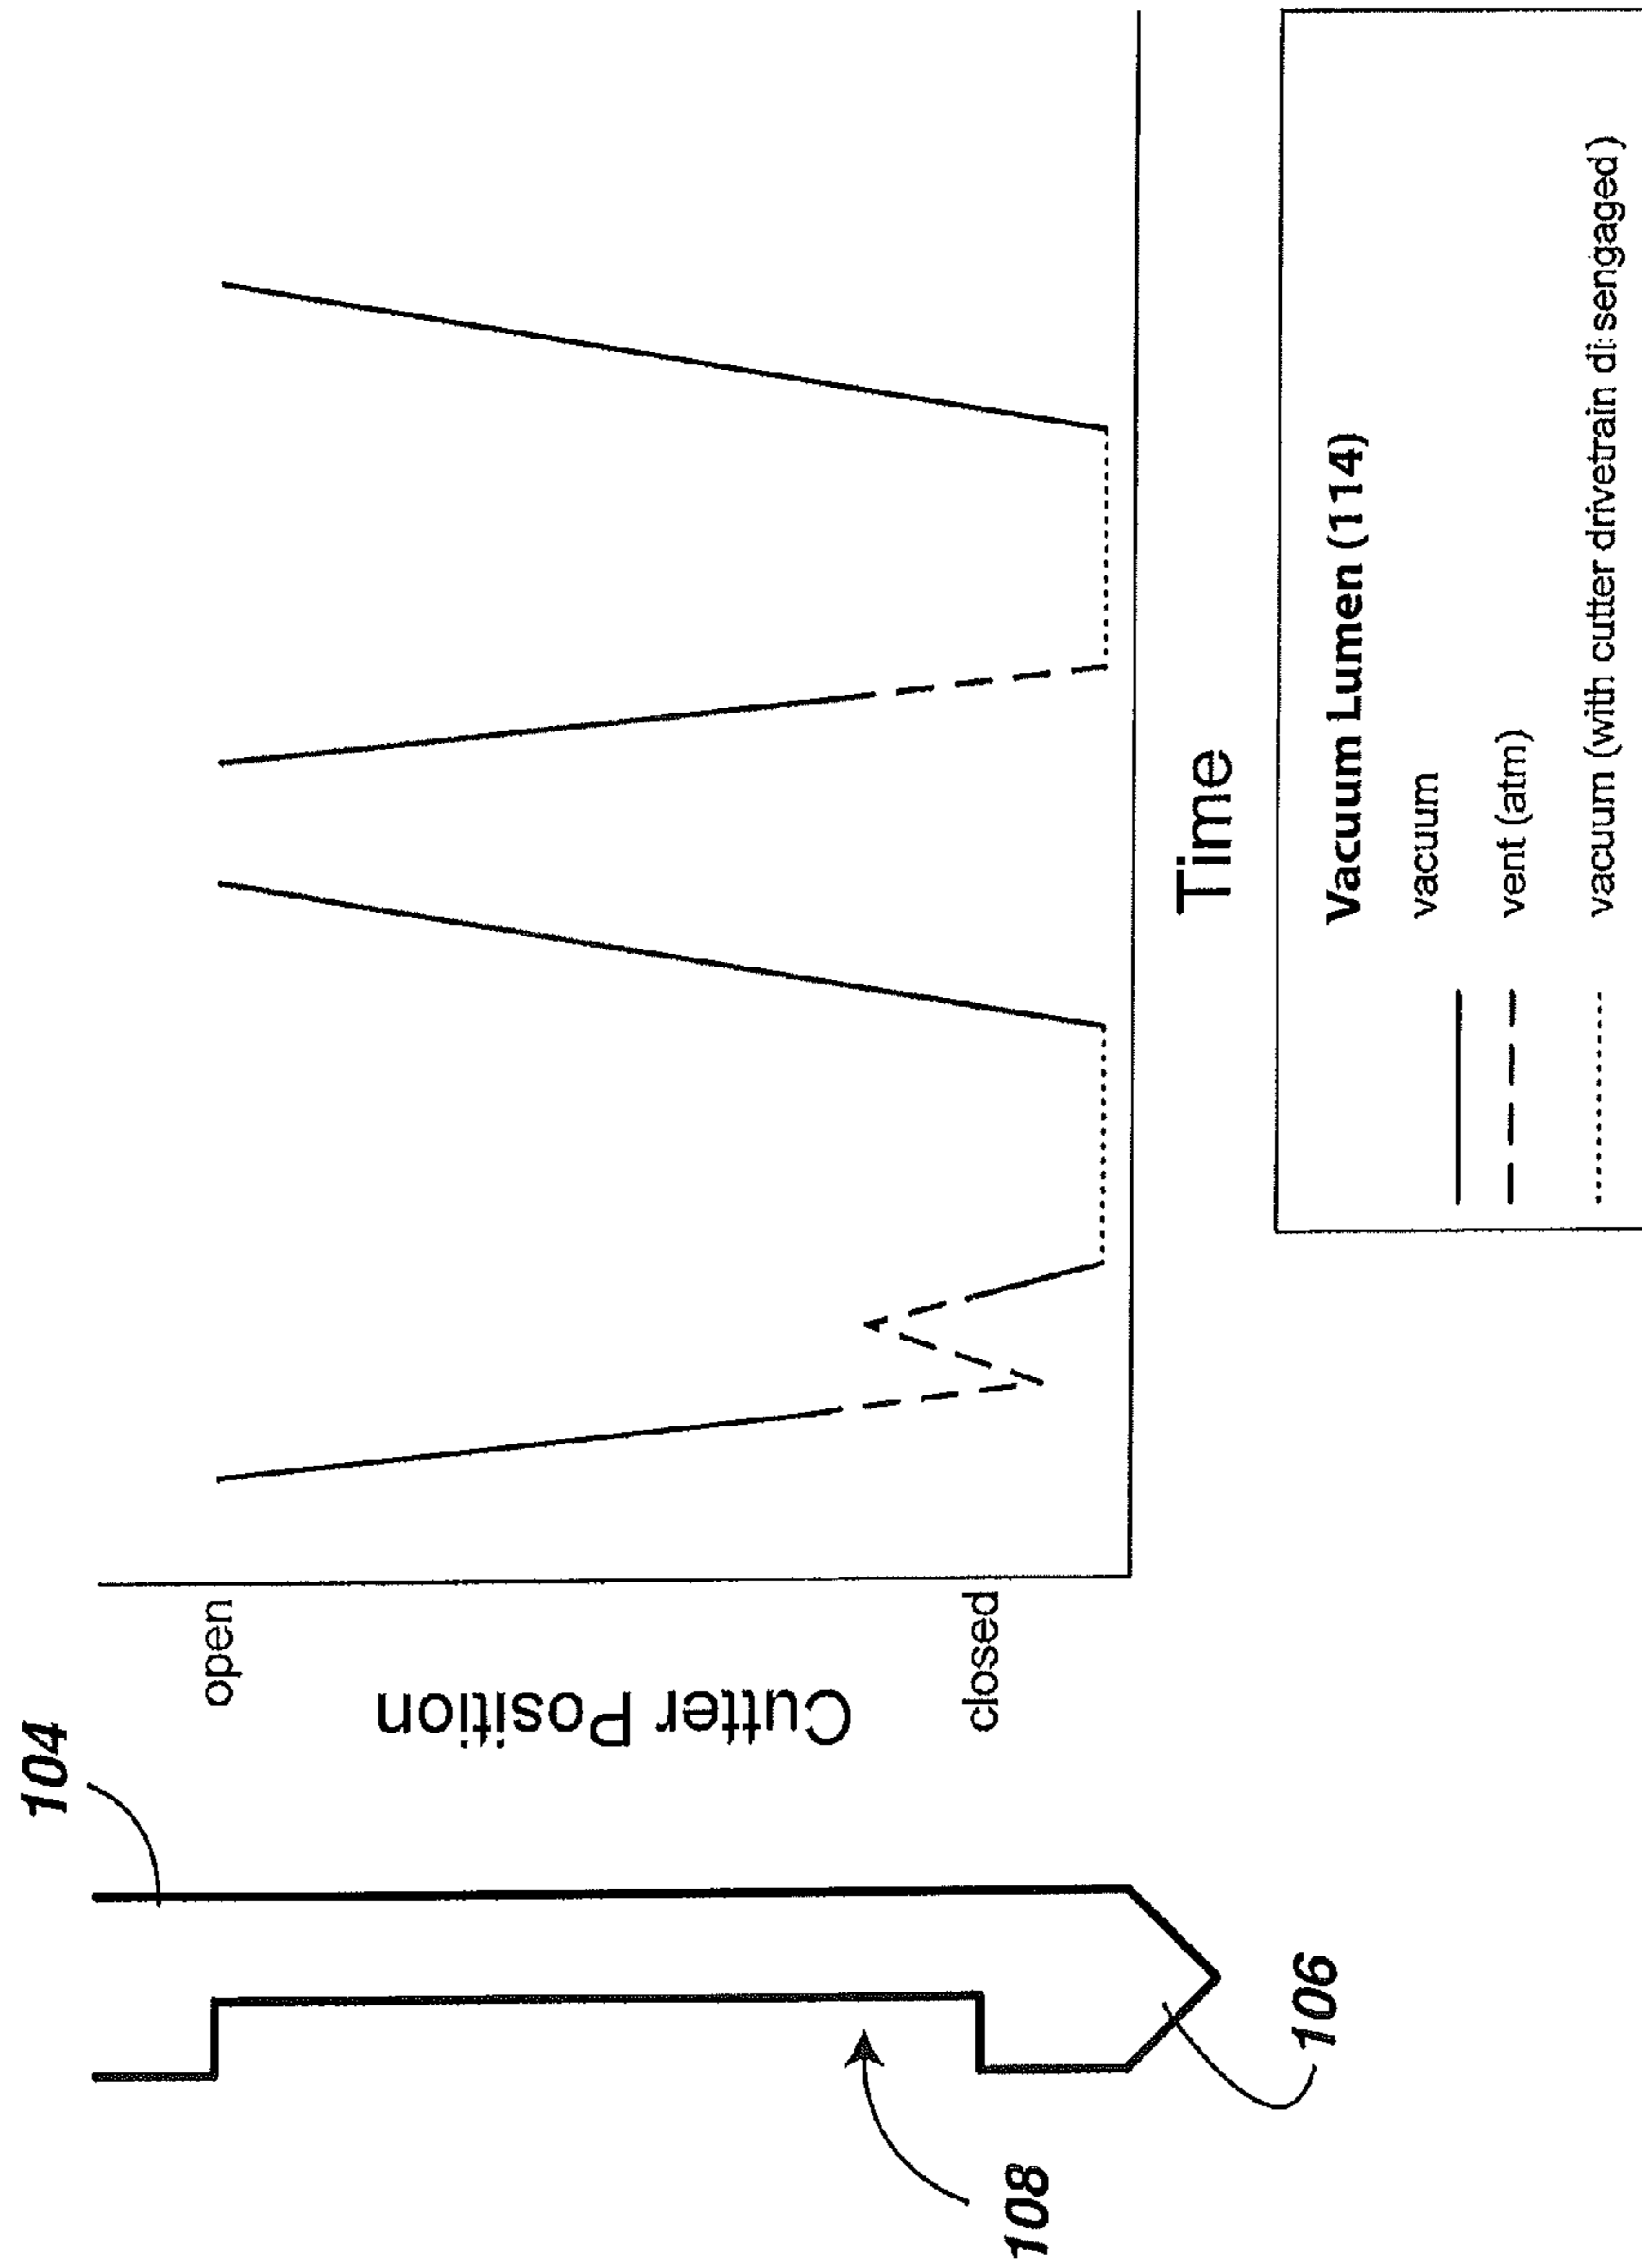 104
108
106
Cutter Position
open
closed
Time
Vacuum Lumen (114)
vacuum
vent (atm)
vacuum (with cutter drivetrain disengaged)